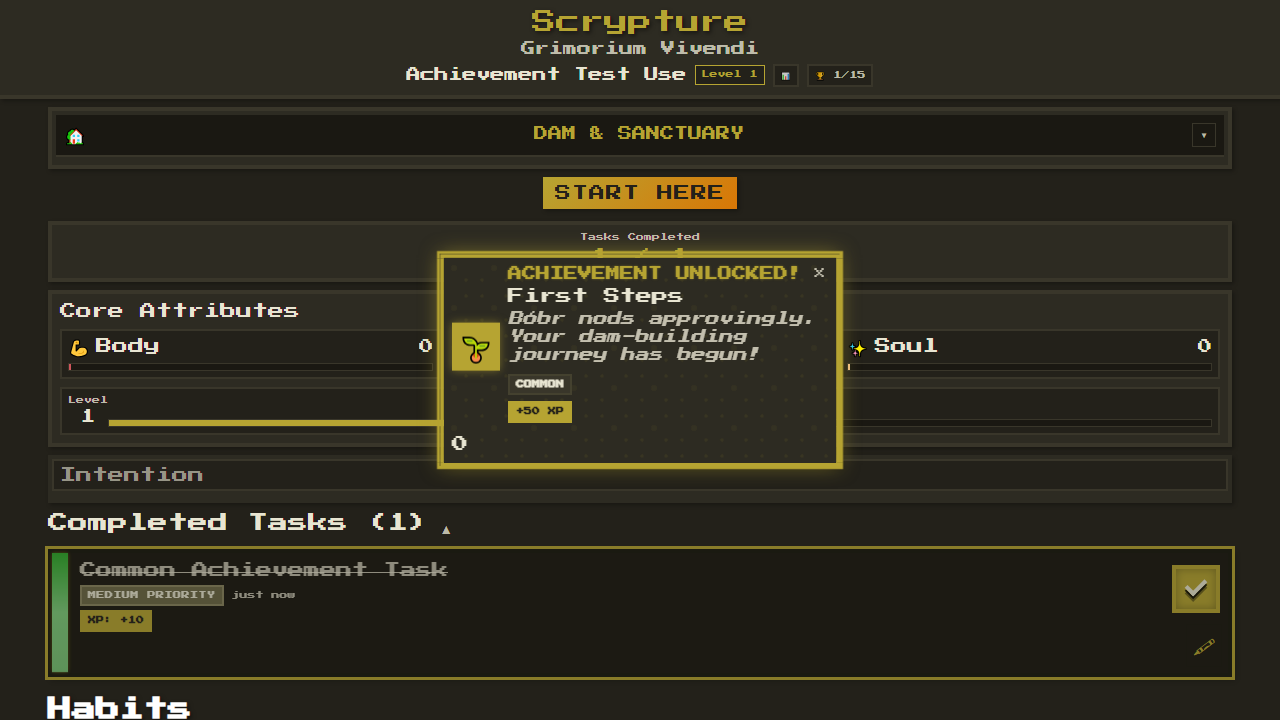 Scrypture
Grimorium Vivendi
Achievement Test Use
Level 1
1/15
DAM & SANCTUARY
START HERE
Tasks Completed
Core Attributes
Body
0
Soul
0
Level
1
ACHIEVEMENT UNLOCKED!
×
First Steps
Bóbr nods approvingly.
Your dam-building
journey has begun!
COMMON
+50 XP
0
Intention
Completed Tasks (1)
Common Achievement Task
MEDIUM PRIORITY just now
XP: +10
Habits